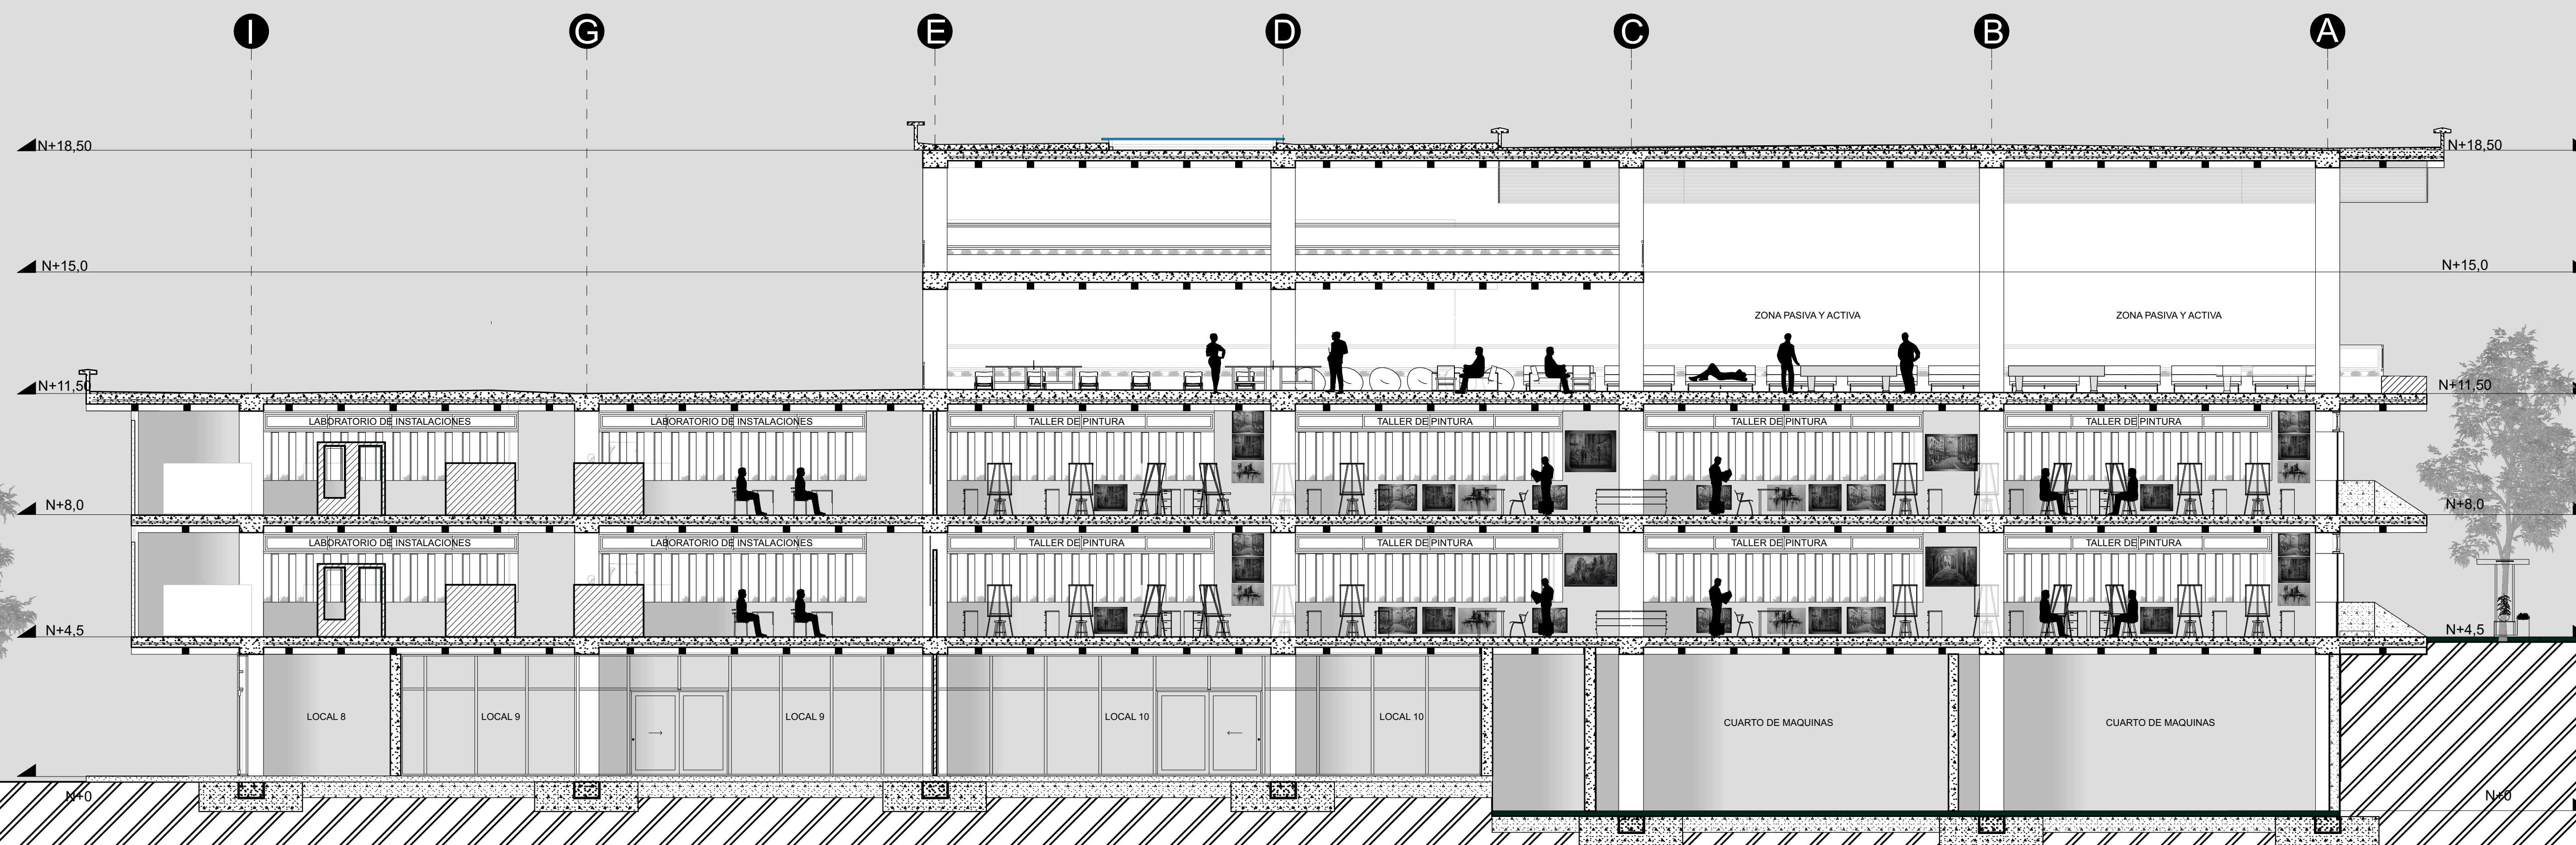 I G E D C B A
N+18,50 N+18,50
N+15,0 N+15,0
ZONA PASIVA Y ACTIVA ZONA PASIVA Y ACTIVA
N+11,50 N+11,50
LABORATORIO DE INSTALACIONES LABORATORIO DE INSTALACIONES TALLER DE PINTURA TALLER DE PINTURA TALLER DE PINTURA TALLER DE PINTURA
N+8,0 N+8,0
LABORATORIO DE INSTALACIONES LABORATORIO DE INSTALACIONES TALLER DE PINTURA TALLER DE PINTURA TALLER DE PINTURA TALLER DE PINTURA
N+4,5 N+4,5
LOCAL 8 LOCAL 9 LOCAL 9 LOCAL 10 LOCAL 10 CUARTO DE MAQUINAS CUARTO DE MAQUINAS
N+0 N+0